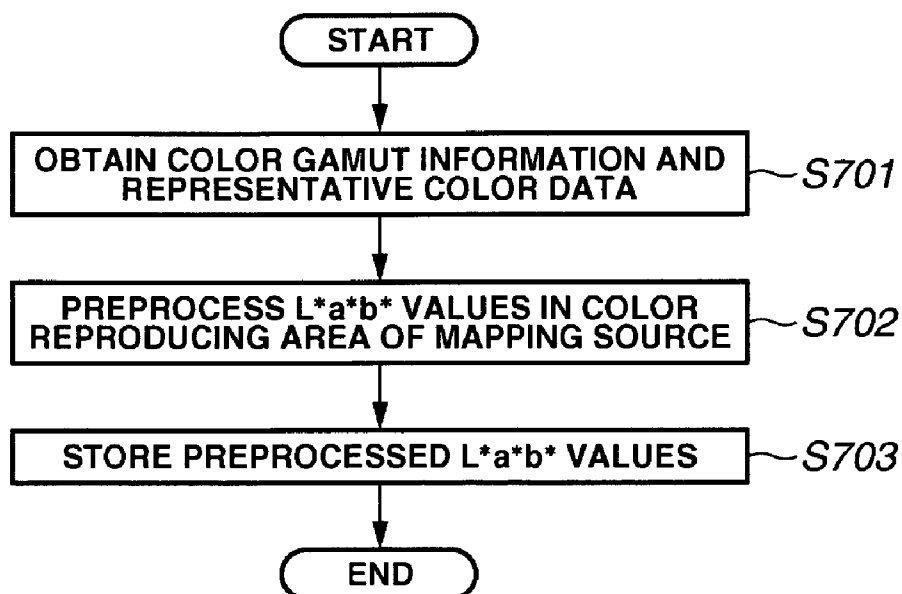 START
OBTAIN COLOR GAMUT INFORMATION AND
REPRESENTATIVE COLOR DATA
S701
PREPROCESS L*a*b* VALUES IN COLOR
REPRODUCING AREA OF MAPPING SOURCE
S702
STORE PREPROCESSED L*a*b* VALUES
S703
END